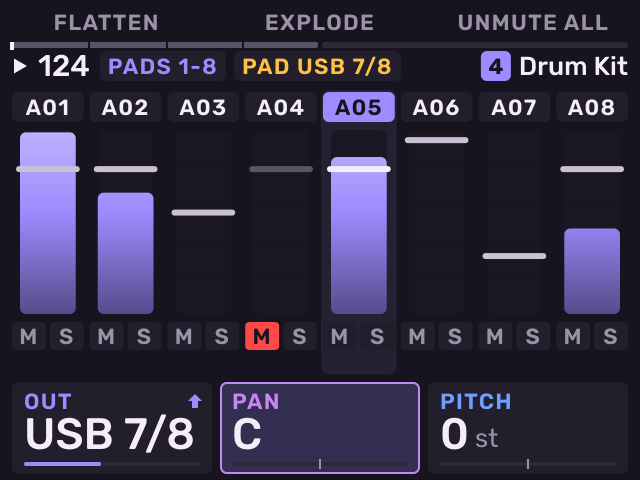 FLATTEN EXPLODE UNMUTE ALL
124 PADS 1-8 PAD USB 7/8 4 Drum Kit
A01 A02 A03 A04 A05 A06 A07 A08
M S M S M S M S M S M S M S M S
OUT PAN PITCH
USB 7/8 C 0 st